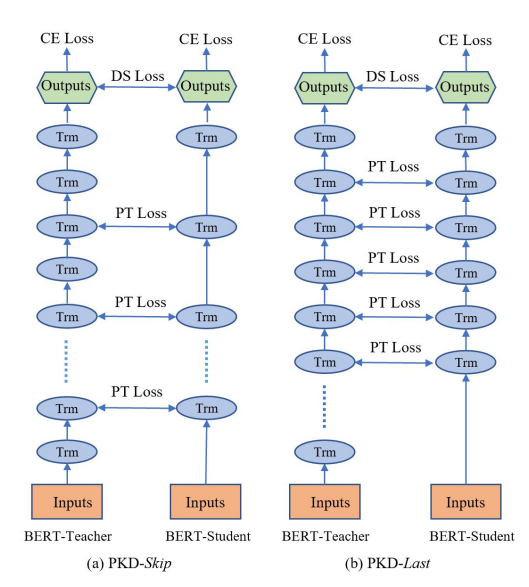 CE Loss CE Loss CE Loss CE Loss
Outputs DS Loss Outputs Outputs DS Loss Outputs
Trm Trm Trm Trm
Trm Trm PT Loss Trm
Trm PT Loss Trm Trm PT Loss Trm
Trm Trm PT Loss Trm
Trm PT Loss Trm Trm PT Loss Trm
Trm PT Loss Trm
Trm PT Loss Trm
Trm Trm
Inputs Inputs Inputs Inputs
BERT-Teacher BERT-Student BERT-Teacher BERT-Student
(a) PKD-Skip (b) PKD-Last